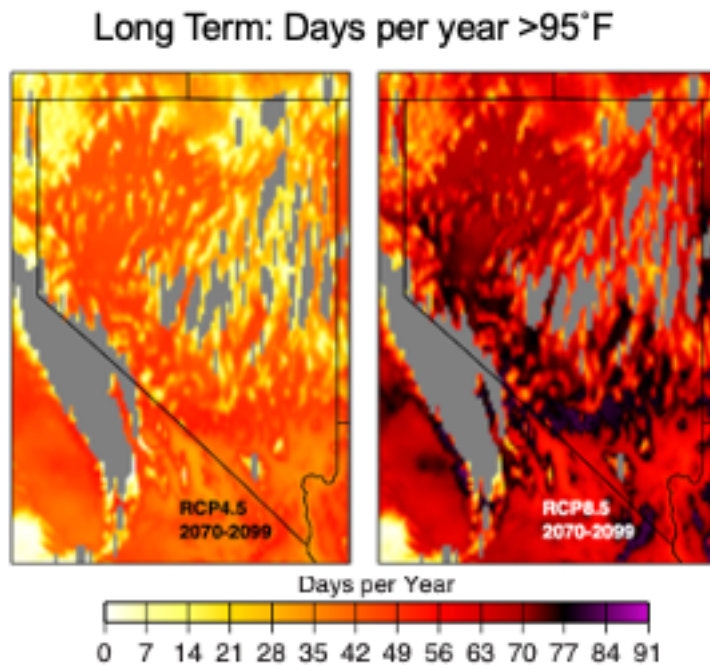 Long Term: Days per year >95˚F
RCP4.5
2070-2099
RCP8.5
2070-2099
Days per Year
0 7 14 21 28 35 42 49 56 63 70 77 84 91